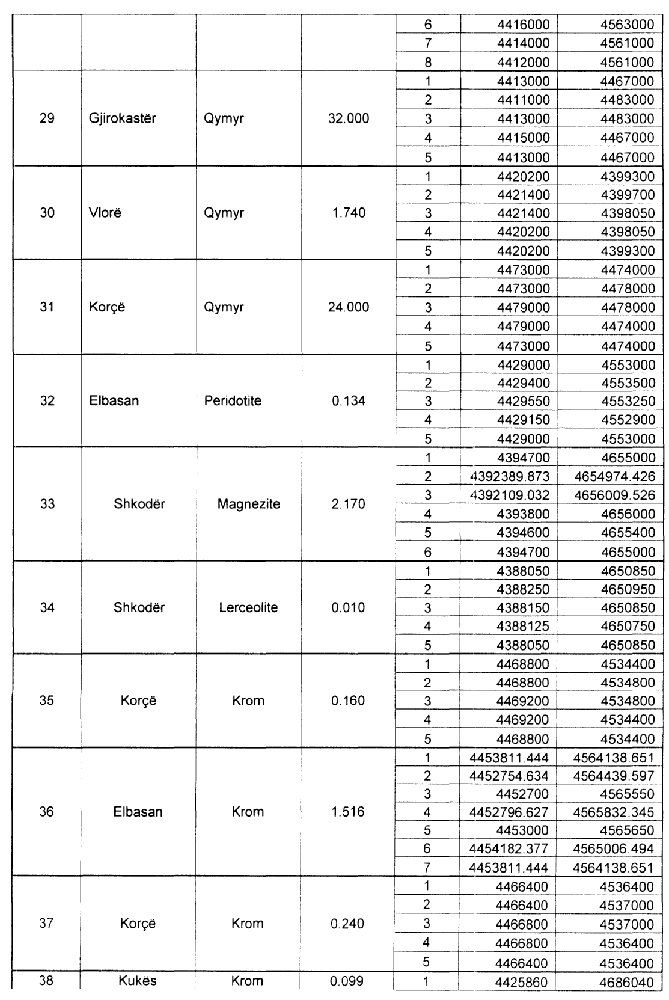 6 4416000 4563000
7 4414000 4561000
8 4412000 4561000
1 4413000 4467000
2 4411000 4483000
29 Gjirokastër Qymyr 32.000 3 4413000 4483000
4 4415000 4467000
5 4413000 4467000
1 4420200 4399300
2 4421400 4399700
30 Vlorë Qymyr 1.740 3 4421400 4398050
4 4420200 4398050
5 4420200 4399300
1 4473000 4474000
2 4473000 4478000
31 Korçë Qymyr 24.000 3 4479000 4478000
4 4479000 4474000
5 4473000 4474000
1 4429000 4553000
2 4429400 4553500
32 Elbasan Peridotite 0.134 3 4429550 4553250
4 4429150 4552900
5 4429000 4553000
1 4394700 4655000
2 4392389.873 4654974.426
3 4392109.032 4656009.526
33 Shkodër Magnezite 2.170
4 4393800 4656000
5 4394600 4655400
6 4394700 4655000
1 4388050 4650850
2 4388250 4650950
34 Shkodër Lerceolite 0.010 3 4388150 4650850
4 4388125 4650750
5 4388050 4650850
1 4468800 4534400
2 4468800 4534800
35 Korçë Krom 0.160 3 4469200 4534800
4 4469200 4534400
5 4468800 4534400
1 4453811.444 4564138.651
2 4452754.634 4564439.597
3 4452700 4565550
36 Elbasan Krom 1.516 4 4452796.627 4565832.345
5 4453000 4565650
6 4454182.377 4565006.494
7 4453811.444 4564138.651
1 4466400 4536400
2 4466400 4537000
37 Korçë Krom 0.240 3 4466800 4537000
4 4466800 4536400
5 4466400 4536400
38 Kukës Krom 0.099 1 4425860 4686040